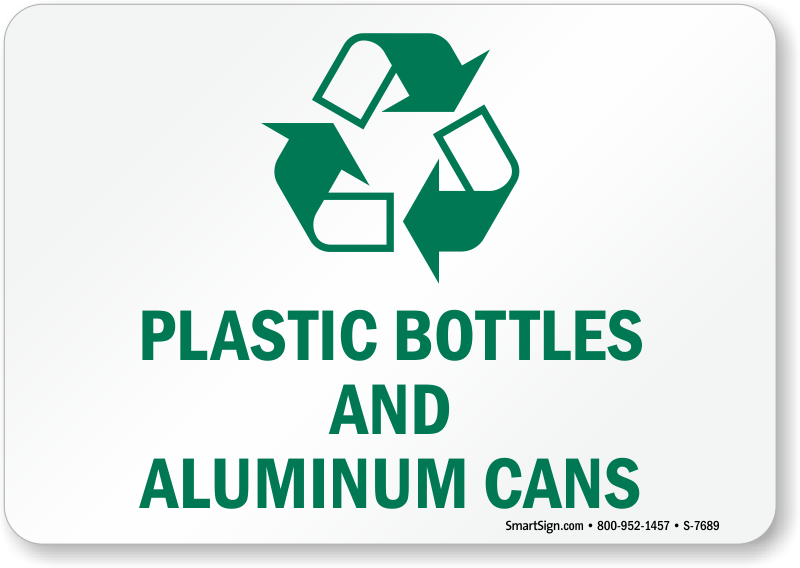 PLASTIC BOTTLES
AND
ALUMINUM CANS
SmartSign.com • 800-952-1457 • S-7689